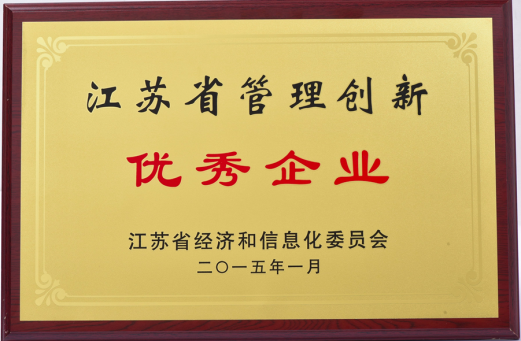 江苏省管理创新
优秀企业
江苏省经济和信息化委员会
二〇一五年一月